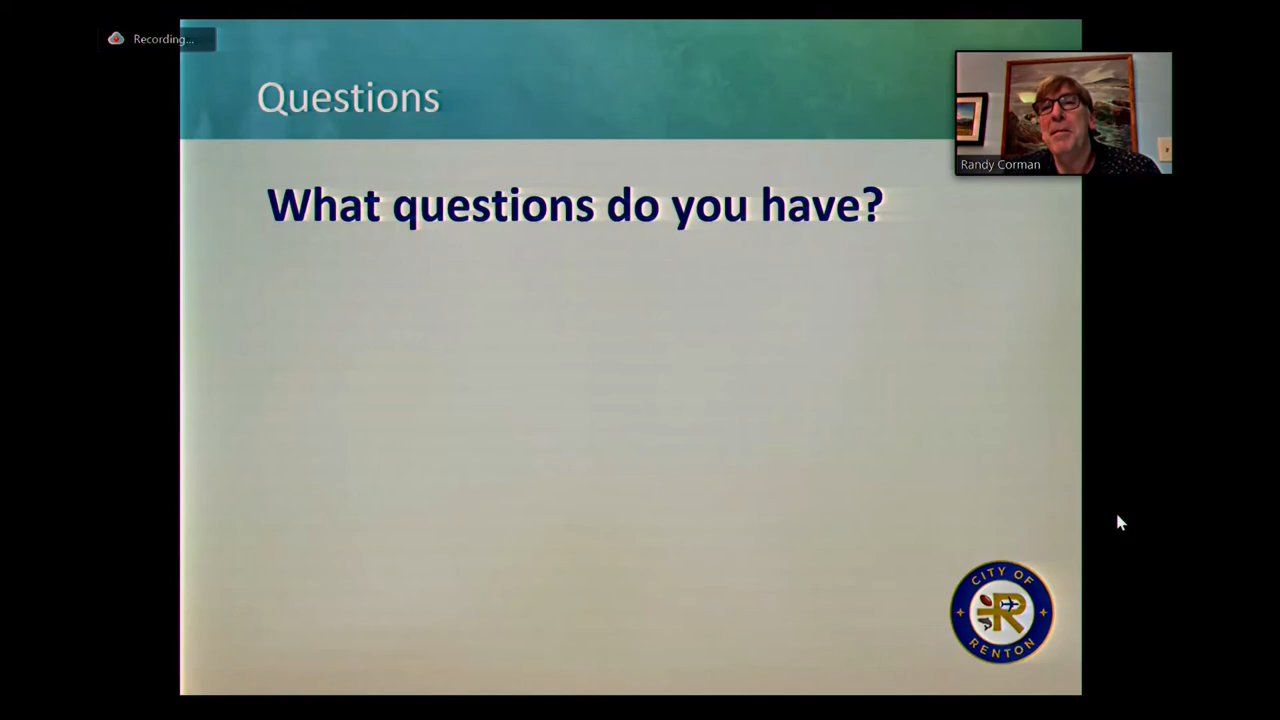 Recording...
Questions
Randy Corman
What questions do you have?
CITY OF
R
RENTON